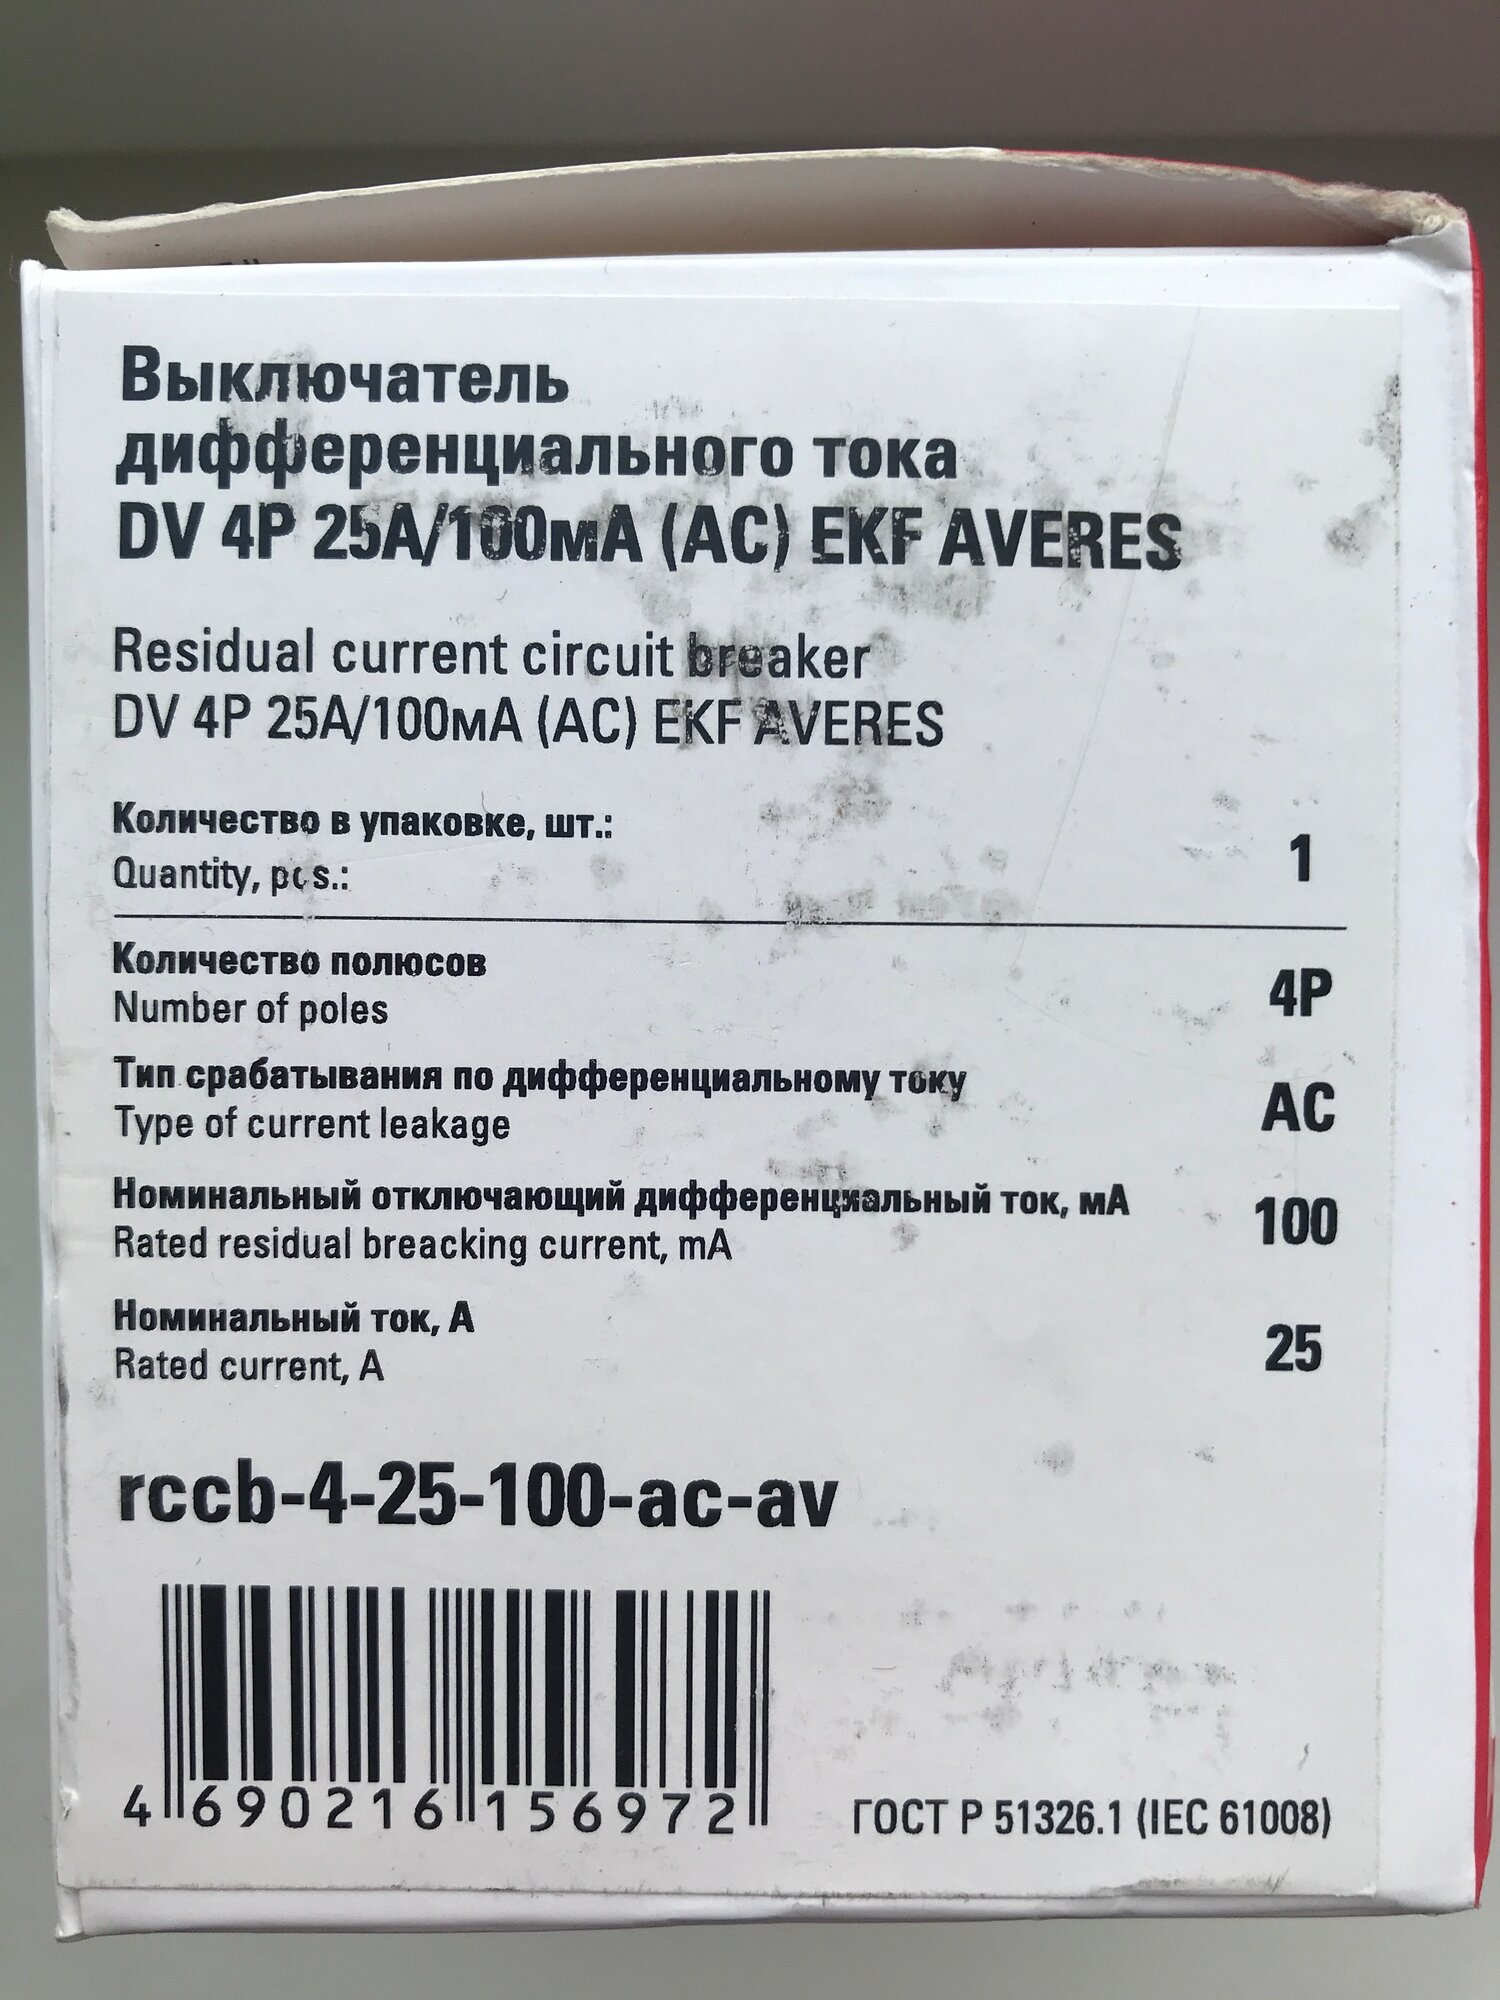 Выключатель
дифференциального тока
DV 4P 25А/100мА (АС) EKF AVERES
Residual current circuit breaker
DV 4P 25A/100мA (AC) EKF AVERES
Количество в упаковке, шт.:
Quantity, pcs.:
1
Количество полюсов
Number of poles
4P
Тип срабатывания по дифференциальному току
Type of current leakage
AC
Номинальный отключающий дифференциальный ток, мА
Rated residual breacking current, mA
100
Номинальный ток, А
Rated current, A
25
rccb-4-25-100-ac-av
4 690216 156972
ГОСТ Р 51326.1 (IEC 61008)